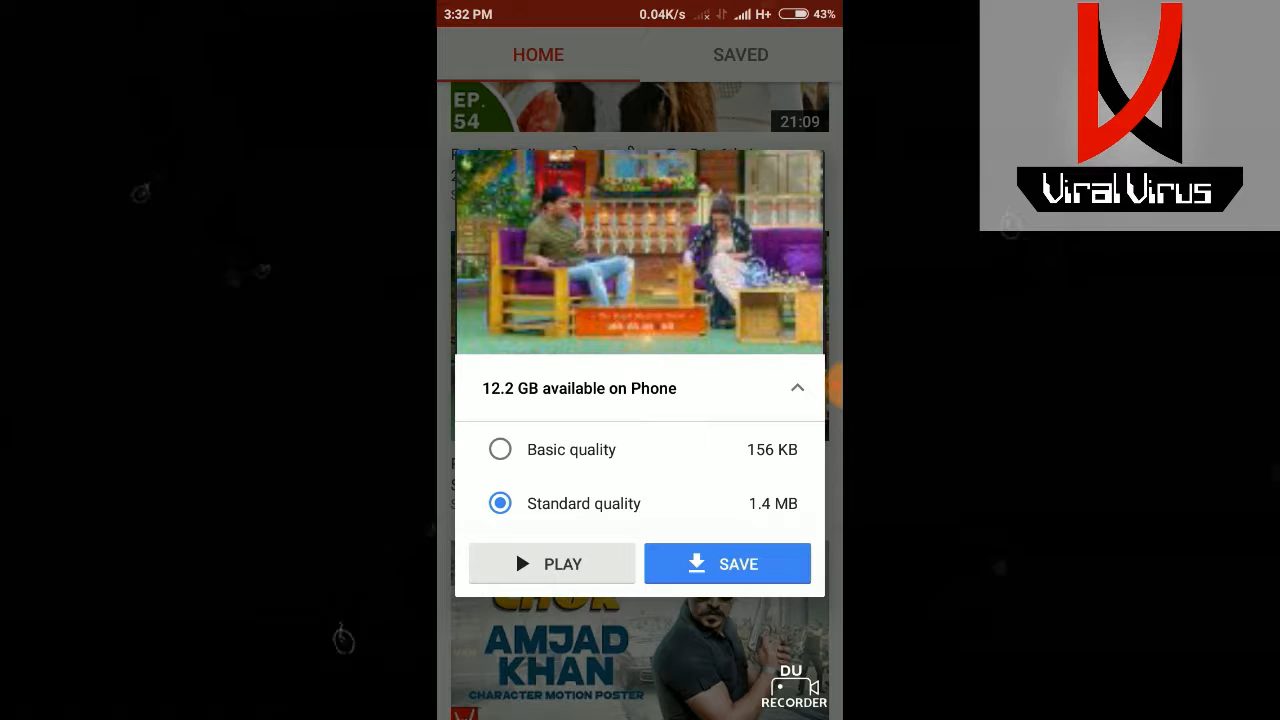 3:32 PM
0.04K/s
H+
43%
HOME
SAVED
EP.
54
21:09
Viral Virus
12.2 GB available on Phone
Basic quality
156 KB
Standard quality
1.4 MB
PLAY
SAVE
AMJAD
KHAN
CHARACTER MOTION POSTER
DU
RECORDER